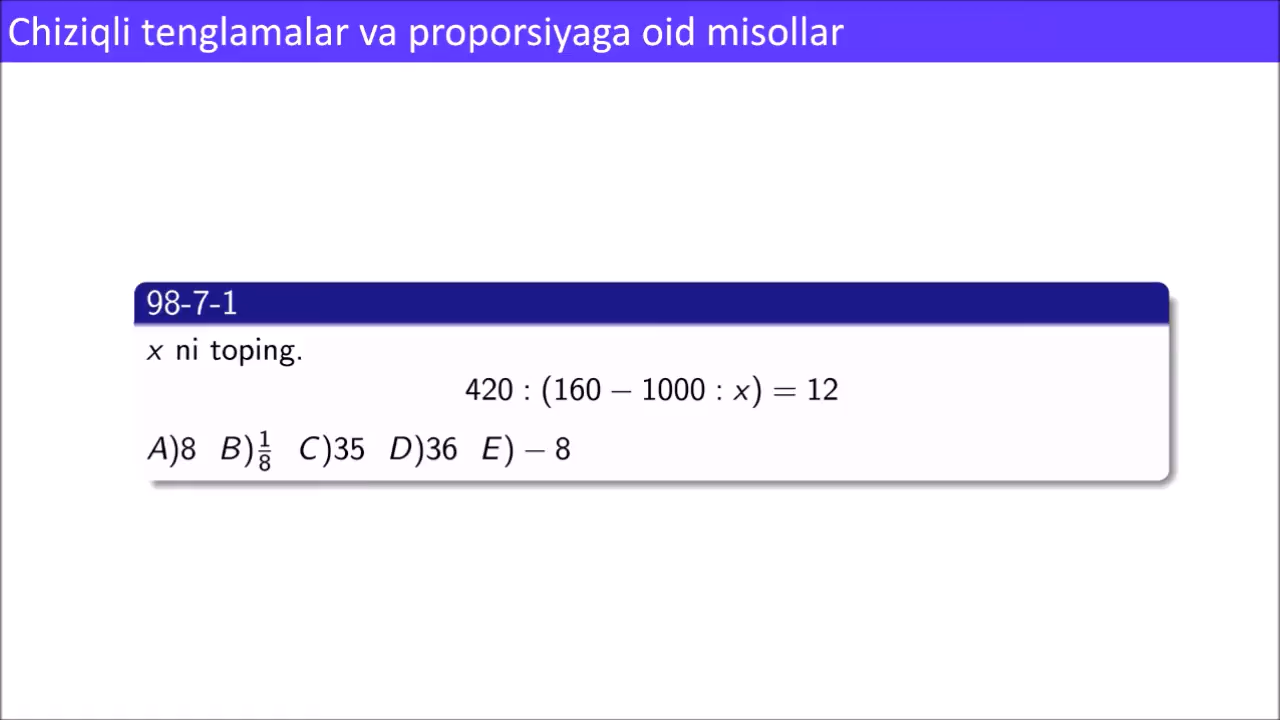 Chiziqli tenglamalar va proporsiyaga oid misollar
98-7-1
x ni toping.
420 : (160 − 1000 : x) = 12
A)8 B)1/8 C)35 D)36 E) − 8